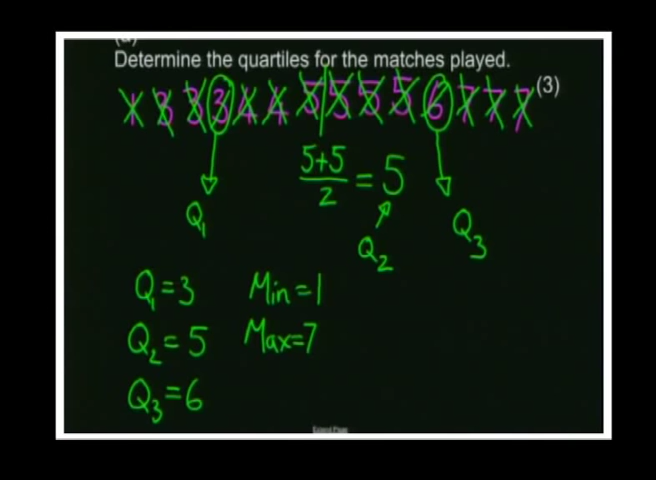 Determine the quartiles for the matches played.
1 3 3 3 4 4 5 5 5 5 6 7 7 7 (3)
5+5
2
= 5
Q1
Q2
Q3
Q1 = 3 Min = 1
Q2 = 5 Max = 7
Q3 = 6